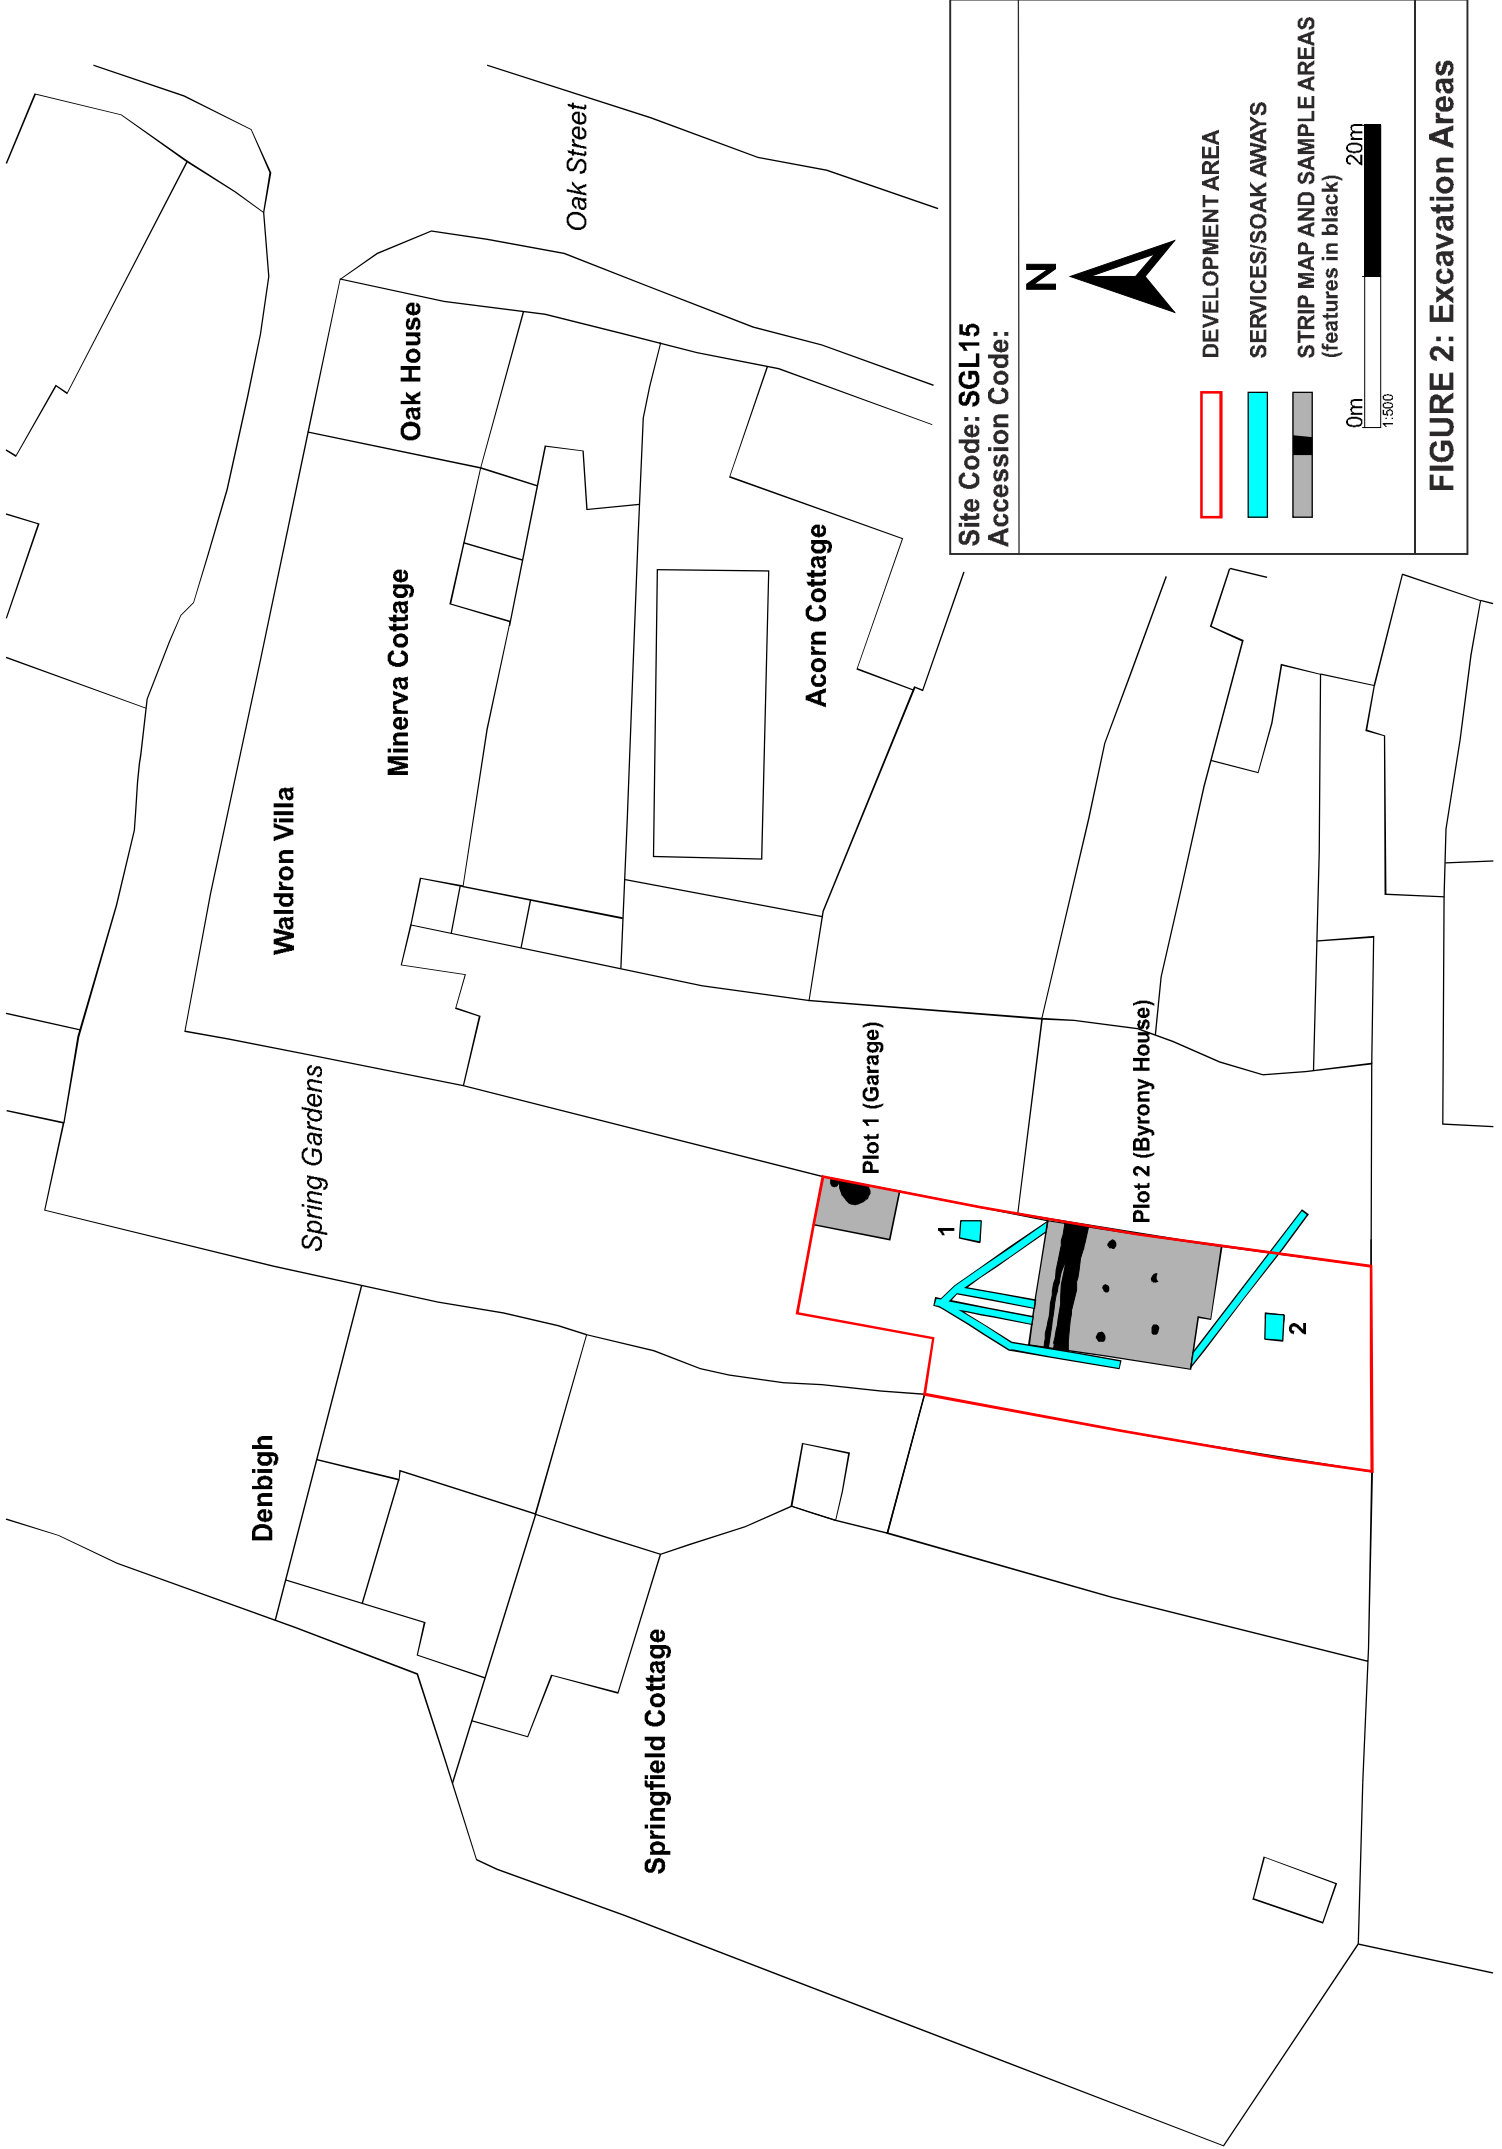 Oak Street
Oak House
Minerva Cottage
Waldron Villa
Acorn Cottage
Spring Gardens
Plot 1 (Garage)
Plot 2 (Byrony House)
1
2
Denbigh
Springfield Cottage
Site Code: SGL15
Accession Code:
N
DEVELOPMENT AREA
SERVICES/SOAK AWAYS
STRIP MAP AND SAMPLE AREAS
(features in black)
0m
20m
1:500
FIGURE 2: Excavation Areas